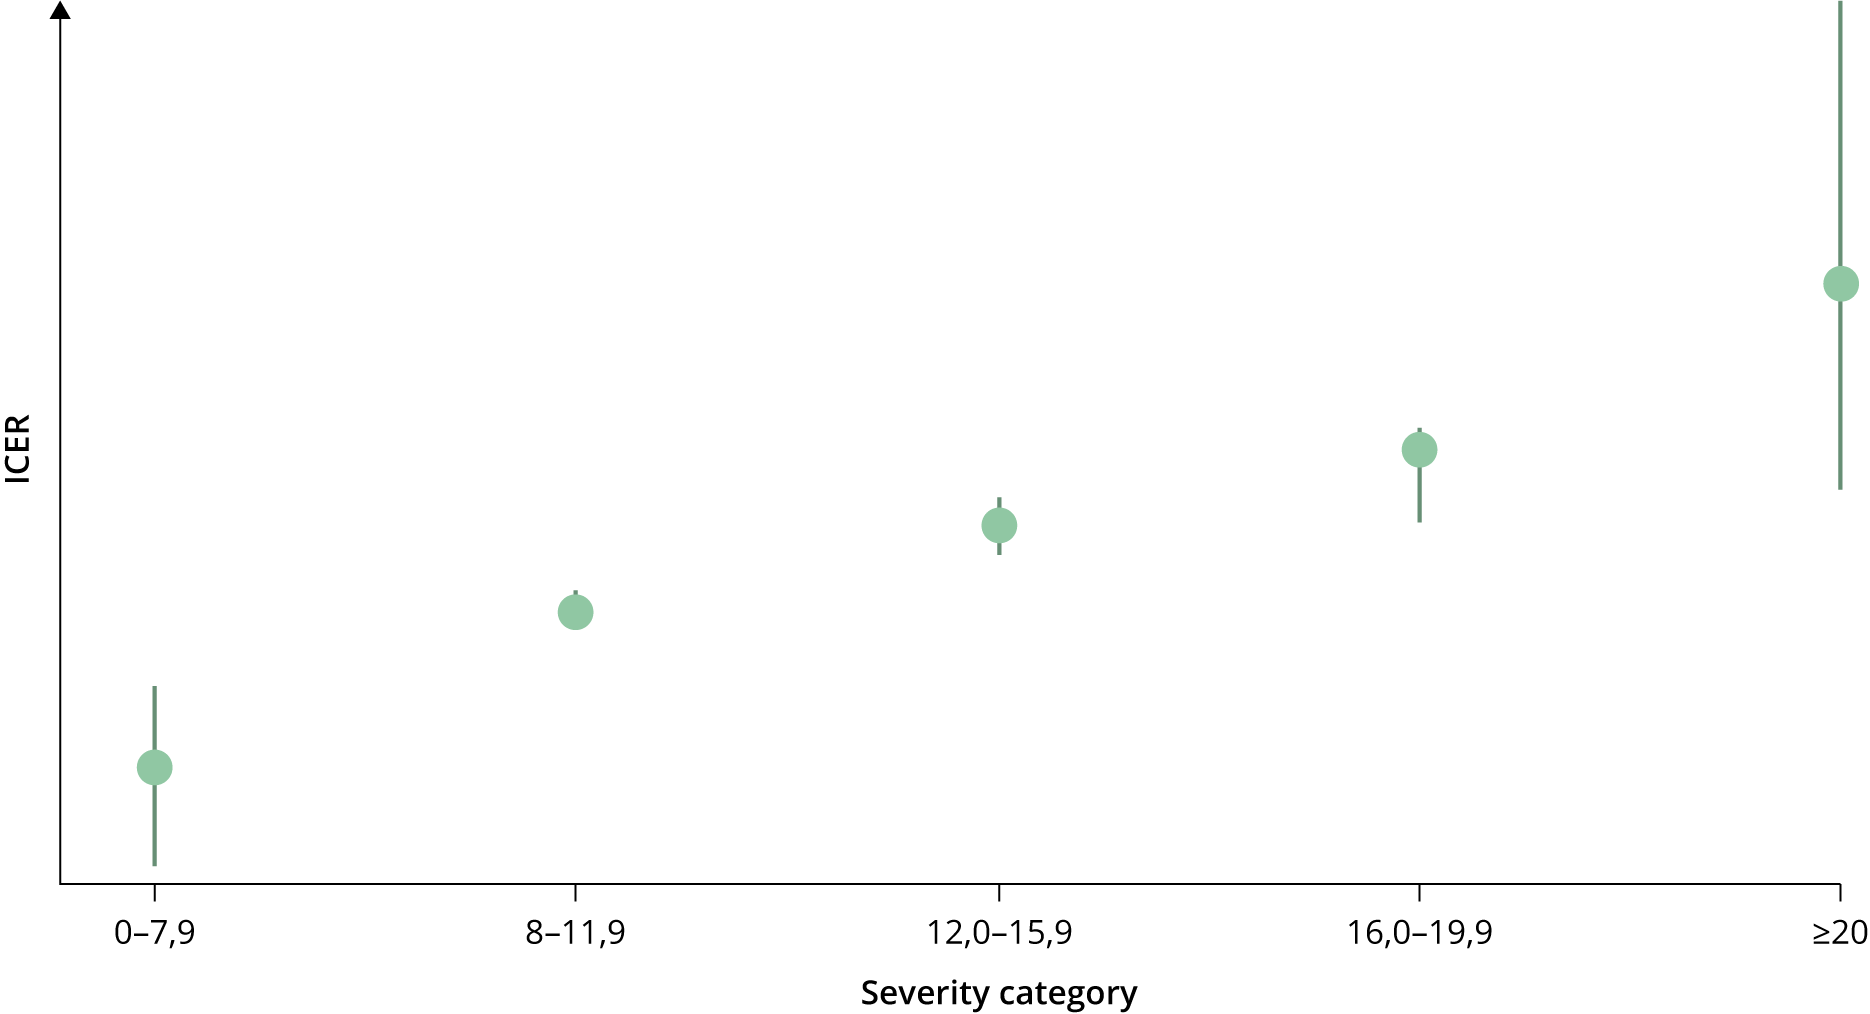 ICER
0–7,9
8–11,9
12,0–15,9
16,0–19,9
≥20
Severity category